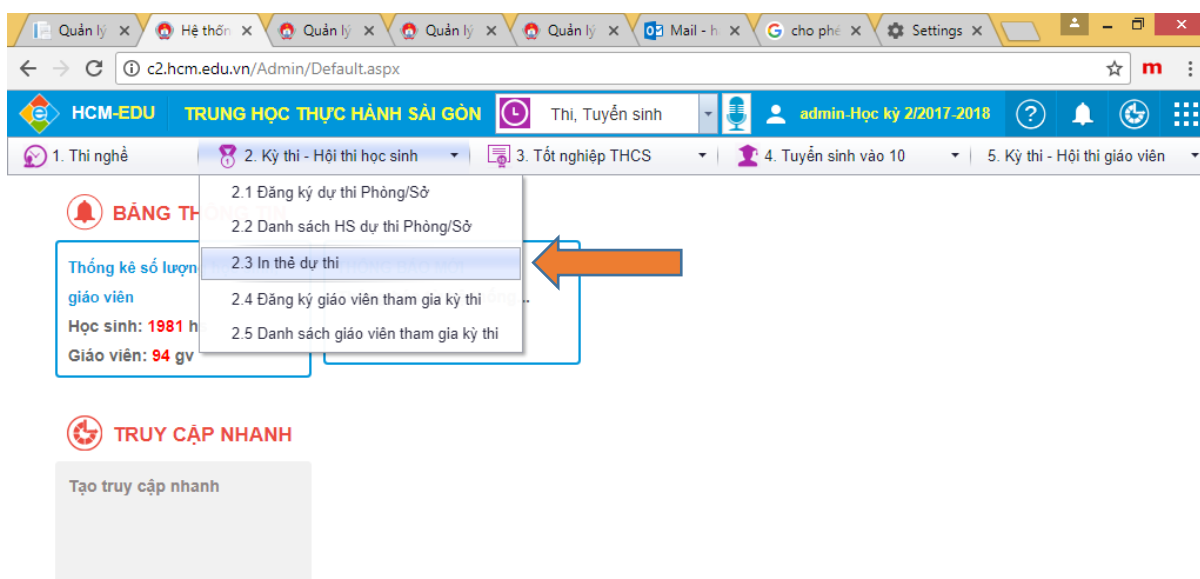 Quản lý Hệ thốn Quản lý Quản lý Quản lý Mail - h cho phé Settings
c2.hcm.edu.vn/Admin/Default.aspx m
HCM-EDU TRUNG HỌC THỰC HÀNH SÀI GÒN Thi, Tuyển sinh admin-Học kỳ 2/2017-2018
1. Thi nghề 2. Kỳ thi - Hội thi học sinh 3. Tốt nghiệp THCS 4. Tuyển sinh vào 10 5. Kỳ thi - Hội thi giáo viên
2.1 Đăng ký dự thi Phòng/Sở
BẢNG TH
2.2 Danh sách HS dự thi Phòng/Sở
Thống kê số lượn 2.3 In thẻ dự thi
giáo viên 2.4 Đăng ký giáo viên tham gia kỳ thi ..
Học sinh: 1981 h
2.5 Danh sách giáo viên tham gia kỳ thi
Giáo viên: 94 gv
TRUY CẬP NHANH
Tạo truy cập nhanh